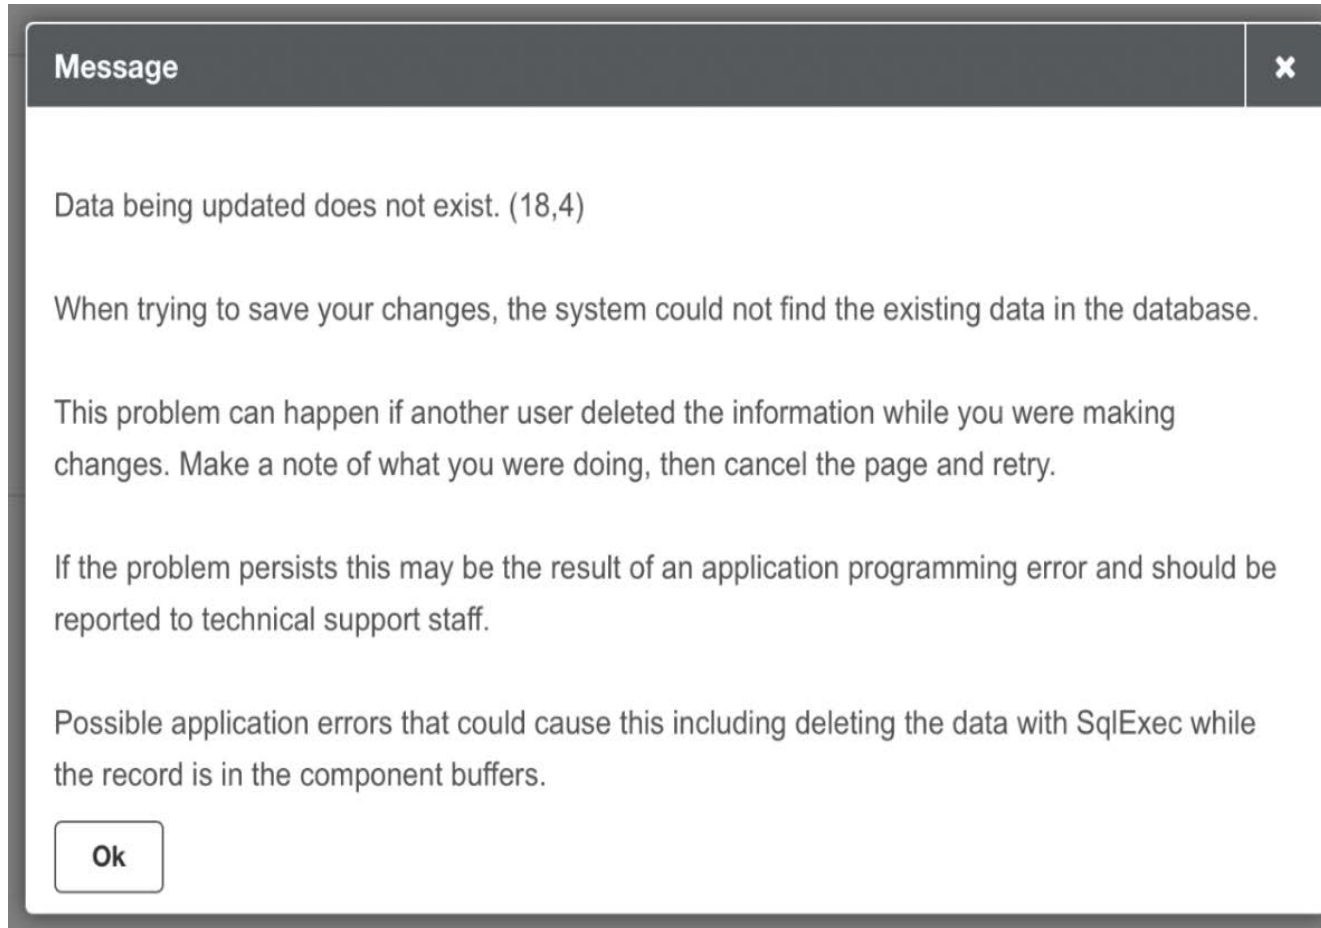 Message
Data being updated does not exist. (18,4)
When trying to save your changes, the system could not find the existing data in the database.
This problem can happen if another user deleted the information while you were making
changes. Make a note of what you were doing, then cancel the page and retry.
If the problem persists this may be the result of an application programming error and should be
reported to technical support staff.
Possible application errors that could cause this including deleting the data with SqlExec while
the record is in the component buffers.
Ok